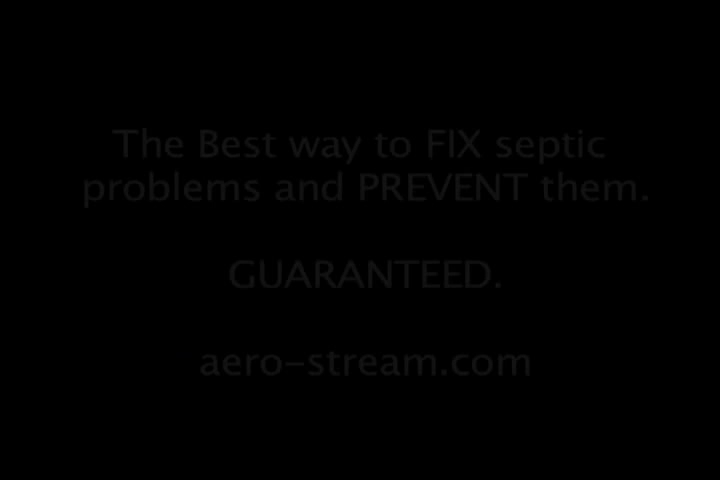 The Best way to FIX septic
problems and PREVENT them.
GUARANTEED.
aero-stream.com